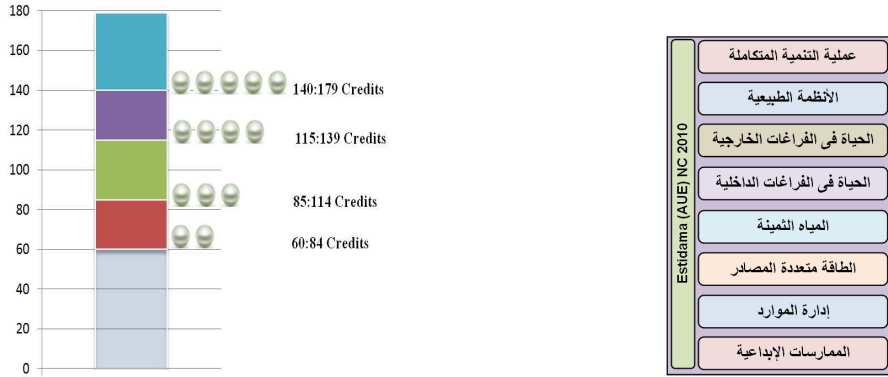 180
160
140
120
100
80
60
40
20
0
140:179 Credits
115:139 Credits
85:114 Credits
60:84 Credits
Estidama (AUE) NC 2010
عملية التنمية المتكاملة
الأنظمة الطبيعية
الحياة فى الفراغات الخارجية
الحياة فى الفراغات الداخلية
المياه الثمينة
الطاقة متعددة المصادر
إدارة الموارد
الممارسات الإبداعية